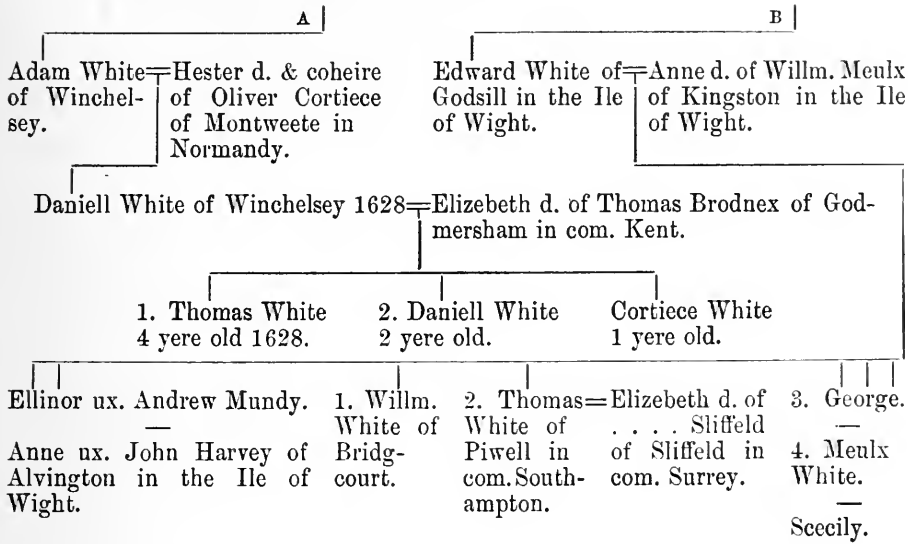 A
B
Adam White=Hester d. & coheire
of Winchel-
sey.
of Oliver Cortiece
of Montweete in
Normandy.
Edward White of=Anne d. of Willm. Meulx
Godsill in the Ile
of Wight.
of Kingston in the Ile
of Wight.
Daniell White of Winchelsey 1628=Elizebeth d. of Thomas Brodnex of God-
mersham in com. Kent.
1. Thomas White
4 yere old 1628.
2. Daniell White
2 yere old.
Cortiece White
1 yere old.
Ellinor ux. Andrew Mundy.
—
Anne ux. John Harvey of
Alvington in the Ile of
Wight.
1. Willm.
White of
Bridg-
court.
2. Thomas=Elizebeth d. of
White of
Piwell in
com. South-
ampton.
. . . . Sliffeld
of Sliffeld in
com. Surrey.
3. George.
—
4. Meulx
White.
—
Scecily.